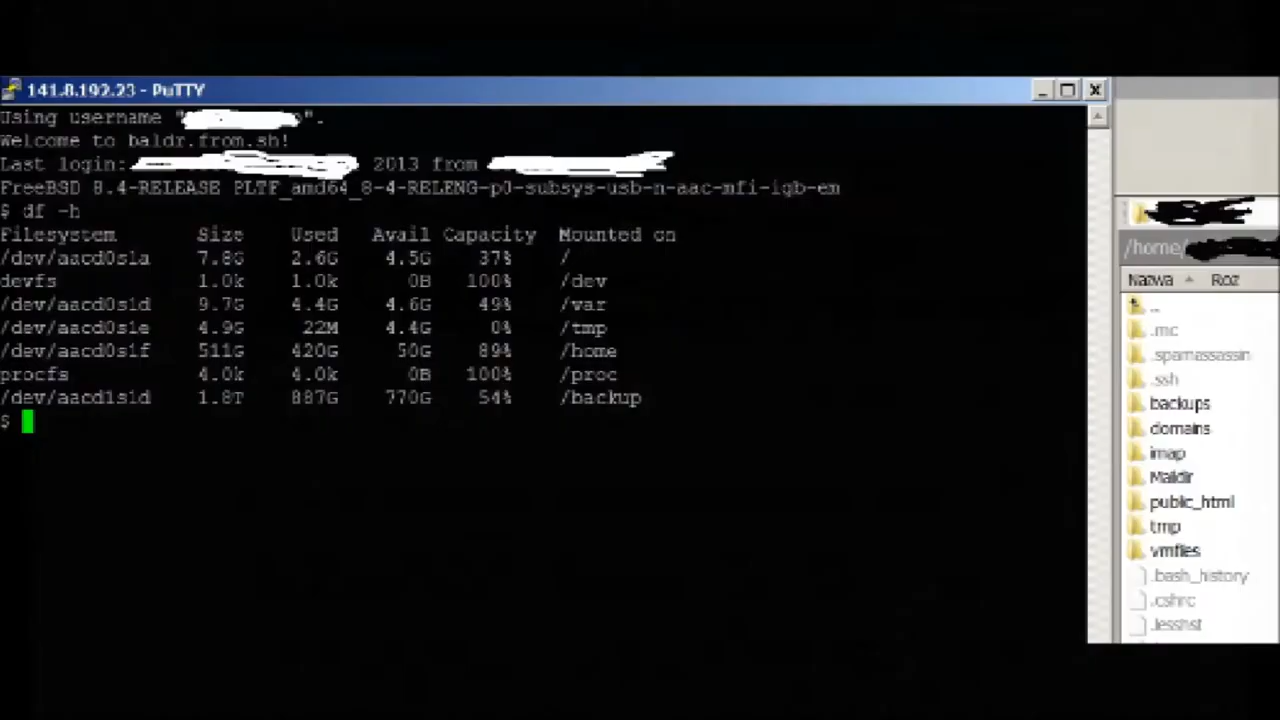 141.8.192.23 - PuTTY
Using username "          ".
Welcome to baldr.from.sh!
Last login:            2013 from
FreeBSD 8.4-RELEASE PLTF_amd64_8-4-RELENG-p0-subsys-usb-n-aac-mfi-igb-em
$ df -h
Filesystem Size Used Avail Capacity Mounted on
/dev/aacd0s1a 7.8G 2.6G 4.5G 37% /
devfs 1.0k 1.0k 0B 100% /dev
/dev/aacd0s1d 9.7G 4.4G 4.6G 49% /var
/dev/aacd0s1e 4.9G 22M 4.4G 0% /tmp
/dev/aacd0s1f 511G 420G 50G 89% /home
procfs 4.0k 4.0k 0B 100% /proc
/dev/aacd1s1d 1.8T 887G 770G 54% /backup
$
/home/
Nazwa Roz
..
.mc
.spamassassin
.ssh
backups
domains
imap
Maildir
public_html
tmp
vmfiles
.bash_history
.cshrc
.lesshst